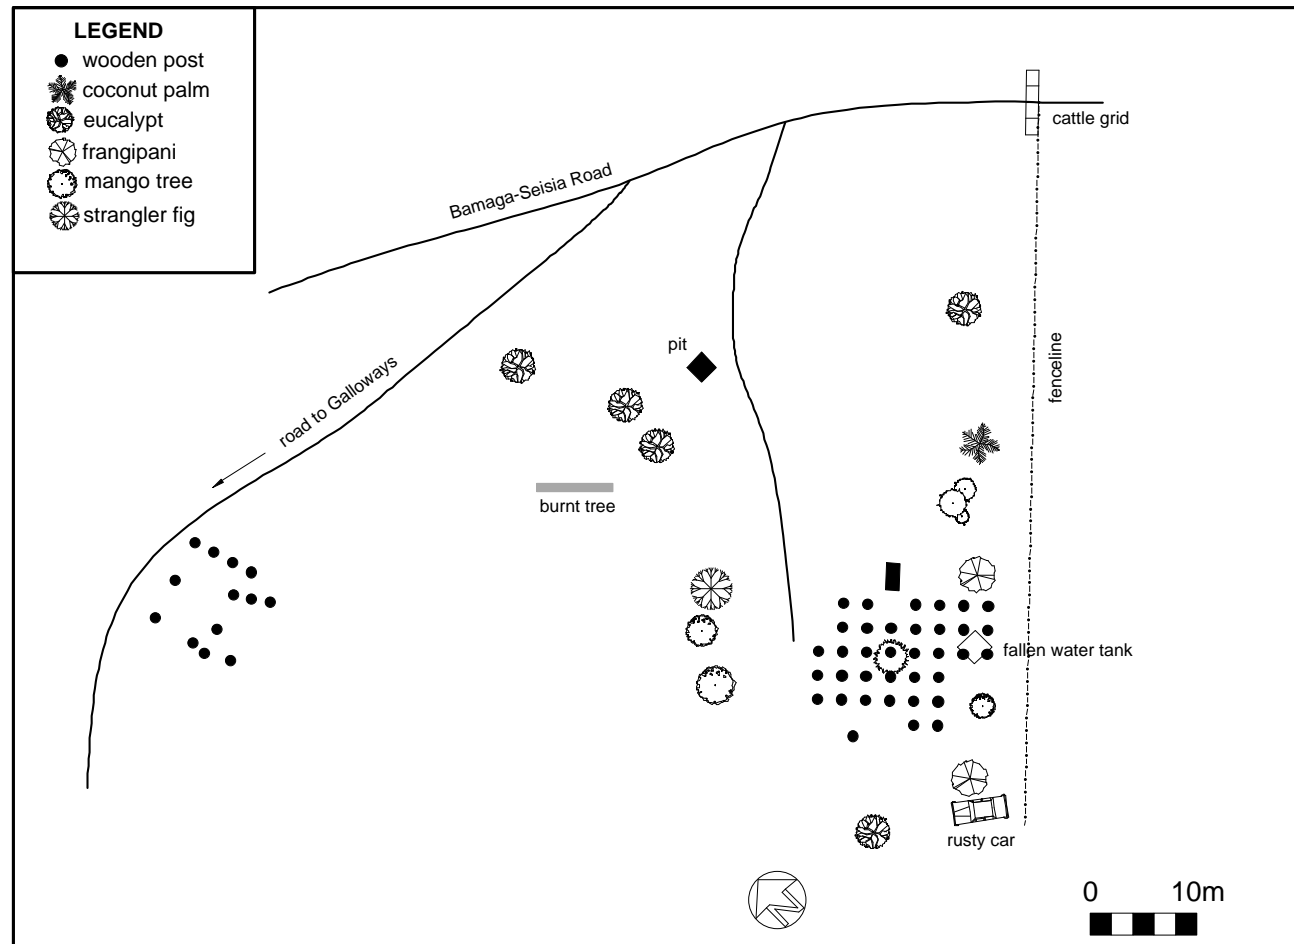 LEGEND
wooden post
coconut palm
eucalypt
frangipani
mango tree
strangler fig
cattle grid
Bamaga-Seisia Road
fenceline
pit
road to Galloways
burnt tree
fallen water tank
rusty car
0 10m